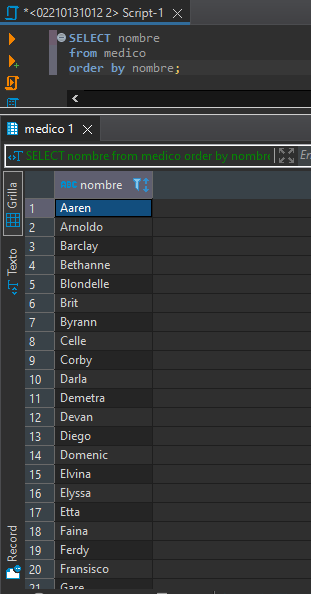 *<02210131012 2> Script-1
SELECT nombre
from medico
order by nombre;
medico 1
SELECT nombre from medico order by nombre
Grilla
Texto
Record
nombre
1 Aaren
2 Arnoldo
3 Barclay
4 Bethanne
5 Blondelle
6 Brit
7 Byrann
8 Celle
9 Corby
10 Darla
11 Demetra
12 Devan
13 Diego
14 Domenic
15 Elvina
16 Elyssa
17 Etta
18 Faina
19 Ferdy
20 Fransisco
21 Gare